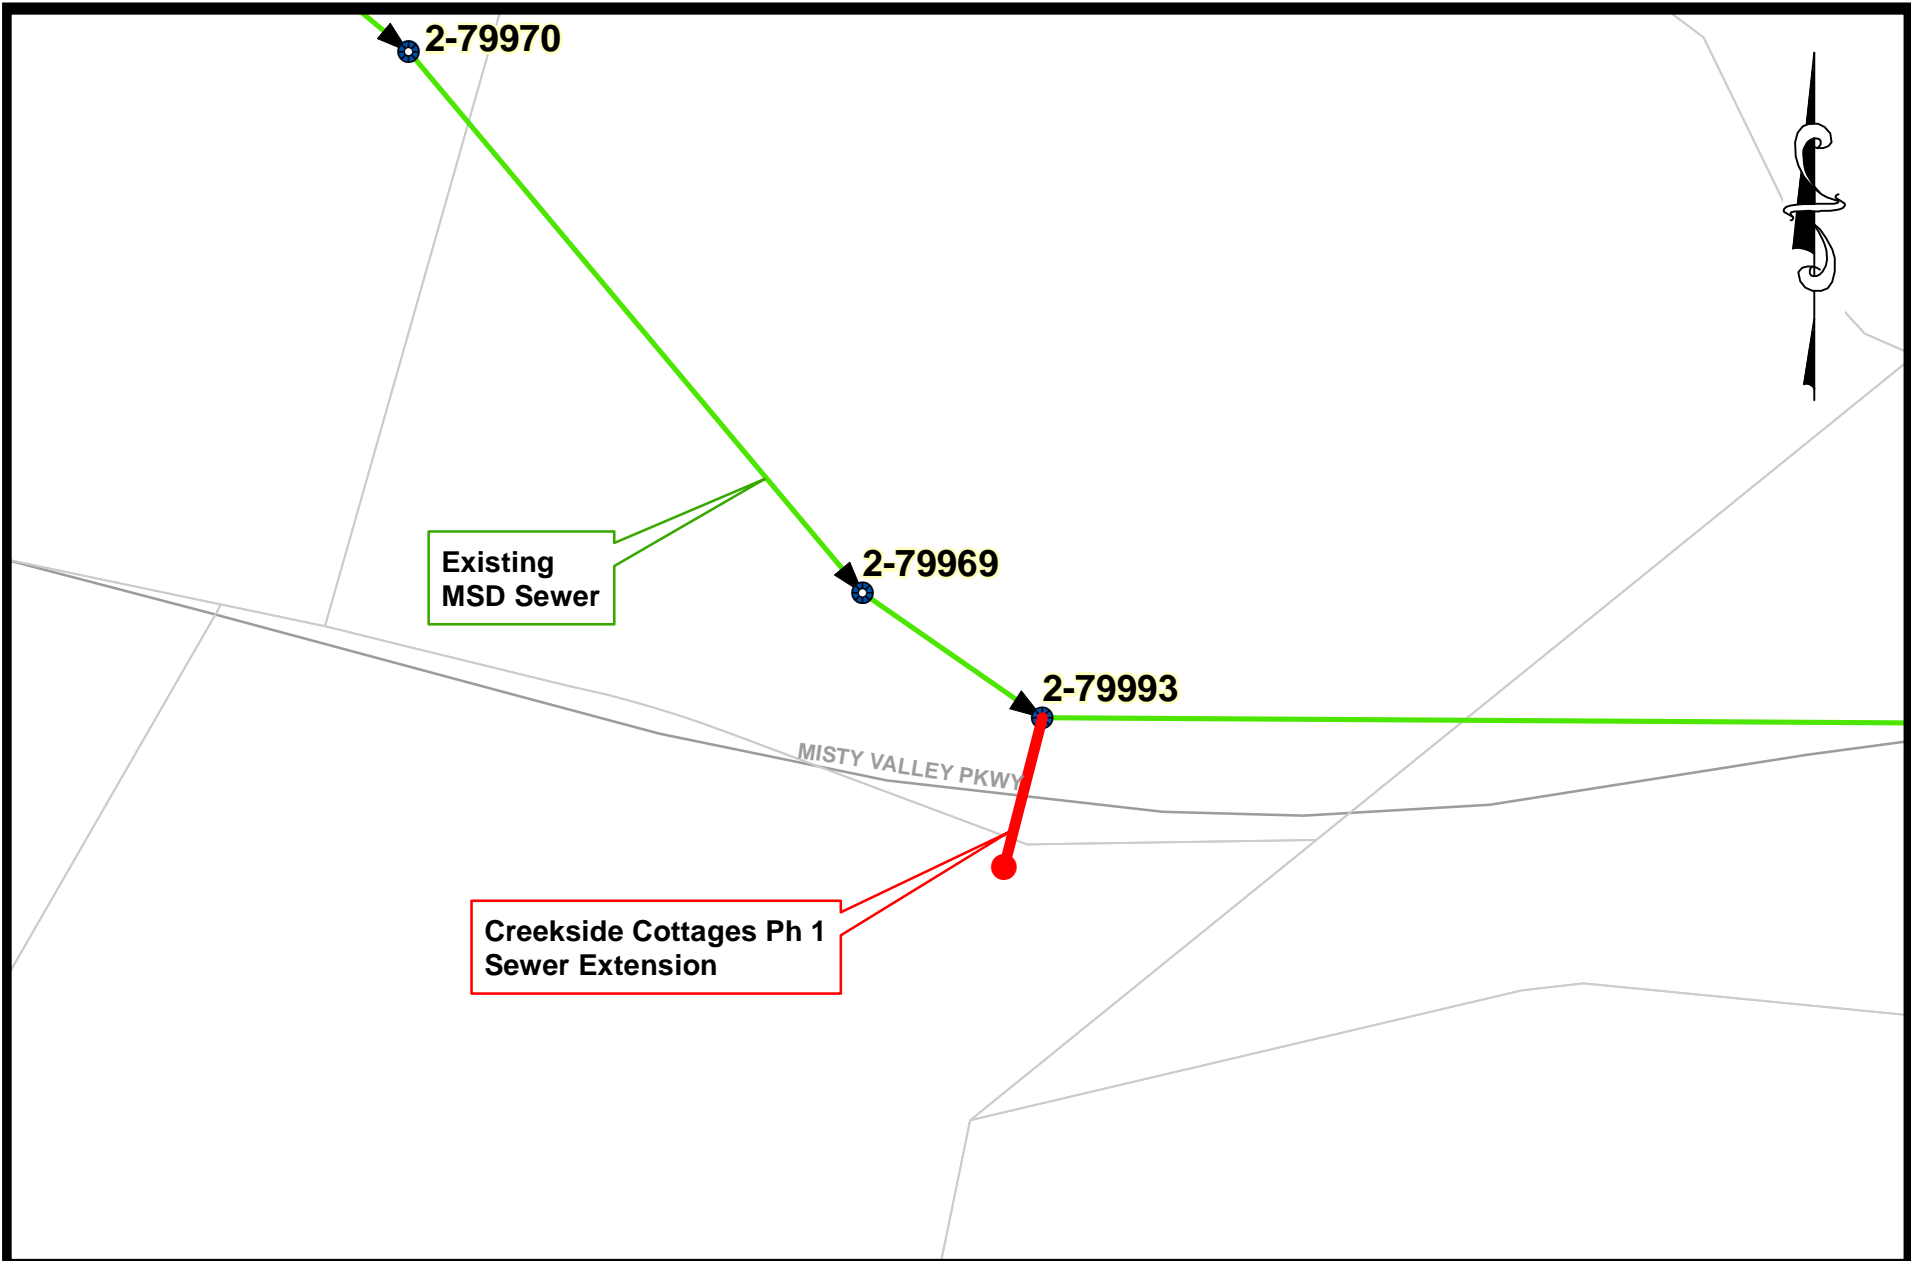 2-79970
Existing
MSD Sewer
2-79969
2-79993
MISTY VALLEY PKWY
Creekside Cottages Ph 1
Sewer Extension